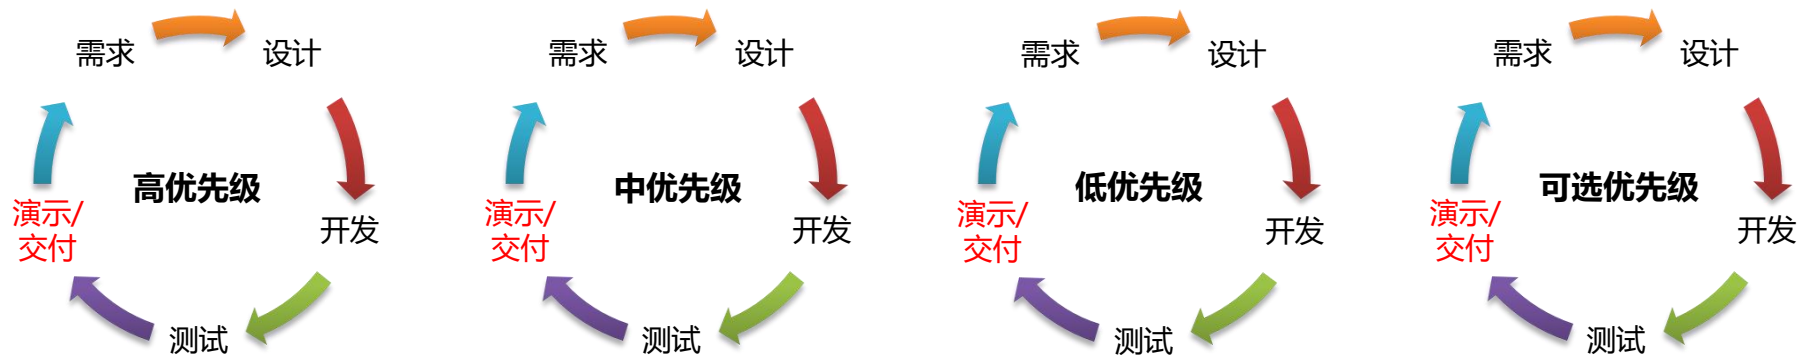 需求
设计
高优先级
开发
测试
演示/
交付
需求
设计
中优先级
开发
测试
演示/
交付
需求
设计
低优先级
开发
测试
演示/
交付
需求
设计
可选优先级
开发
测试
演示/
交付